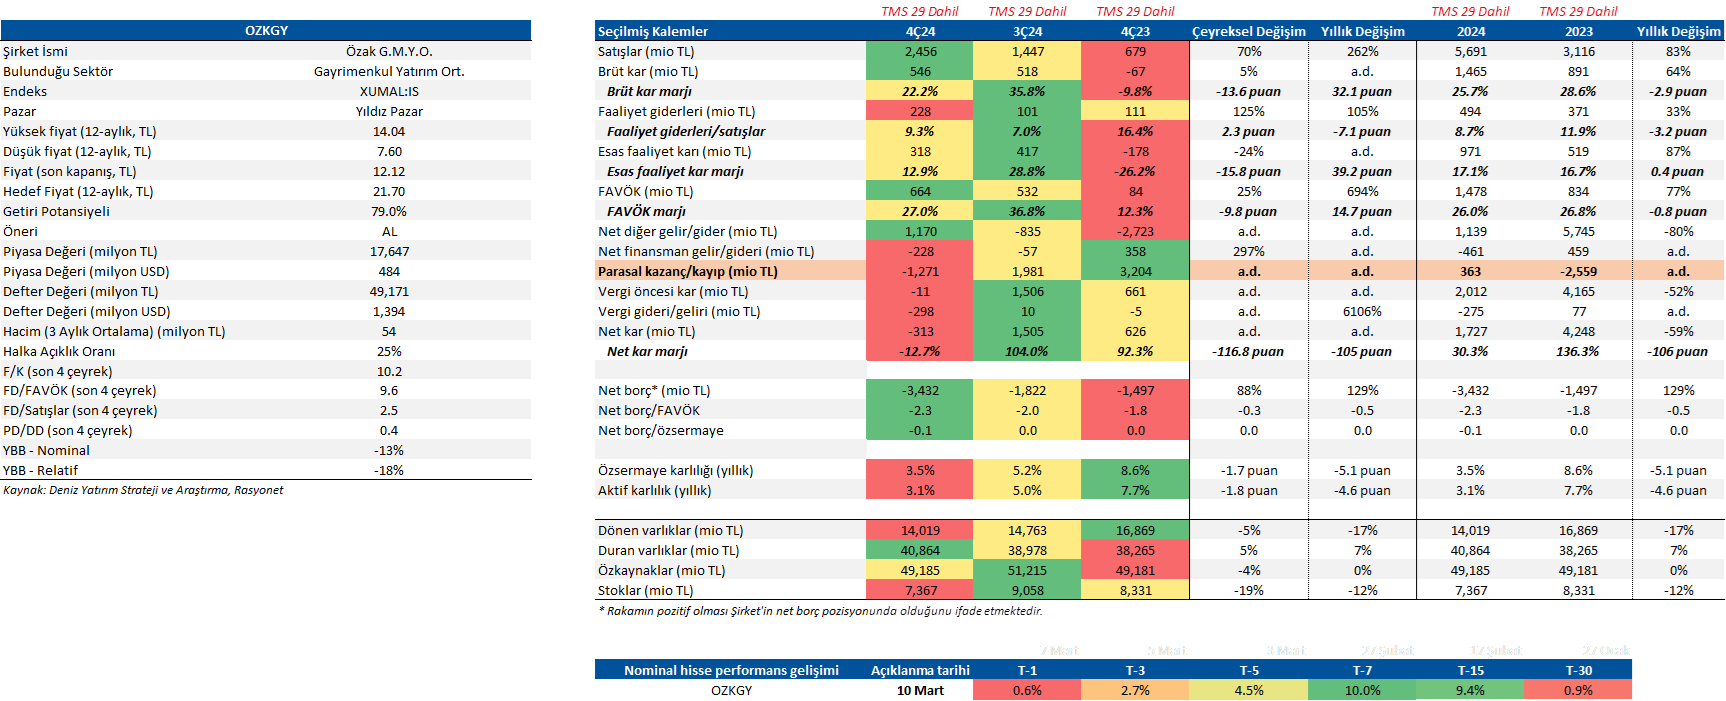 OZKGY
Şirket İsmi Özak G.M.Y.O.
Bulunduğu Sektör Gayrimenkul Yatırım Ort.
Endeks XUMAL:IS
Pazar Yıldız Pazar
Yüksek fiyat (12-aylık, TL) 14.04
Düşük fiyat (12-aylık, TL) 7.60
Fiyat (son kapanış, TL) 12.12
Hedef Fiyat (12-aylık, TL) 21.70
Getiri Potansiyeli 79.0%
Öneri AL
Piyasa Değeri (milyon TL) 17,647
Piyasa Değeri (milyon USD) 484
Defter Değeri (milyon TL) 49,171
Defter Değeri (milyon USD) 1,394
Hacim (3 Aylık Ortalama) (milyon TL) 54
Halka Açıklık Oranı 25%
F/K (son 4 çeyrek) 10.2
FD/FAVÖK (son 4 çeyrek) 9.6
FD/Satışlar (son 4 çeyrek) 2.5
PD/DD (son 4 çeyrek) 0.4
YBB - Nominal -13%
YBB - Relatif -18%
Kaynak: Deniz Yatırım Strateji ve Araştırma, Rasyonet
TMS 29 Dahil TMS 29 Dahil TMS 29 Dahil TMS 29 Dahil TMS 29 Dahil
Seçilmiş Kalemler 4Ç24 3Ç24 4Ç23 Çeyreksel Değişim Yıllık Değişim 2024 2023 Yıllık Değişim
Satışlar (mio TL) 2,456 1,447 679 70% 262% 5,691 3,116 83%
Brüt kar (mio TL) 546 518 -67 5% a.d. 1,465 891 64%
Brüt kar marjı 22.2% 35.8% -9.8% -13.6 puan 32.1 puan 25.7% 28.6% -2.9 puan
Faaliyet giderleri (mio TL) 228 101 111 125% 105% 494 371 33%
Faaliyet giderleri/satışlar 9.3% 7.0% 16.4% 2.3 puan -7.1 puan 8.7% 11.9% -3.2 puan
Esas faaliyet karı (mio TL) 318 417 -178 -24% a.d. 971 519 87%
Esas faaliyet kar marjı 12.9% 28.8% -26.2% -15.8 puan 39.2 puan 17.1% 16.7% 0.4 puan
FAVÖK (mio TL) 664 532 84 25% 694% 1,478 834 77%
FAVÖK marjı 27.0% 36.8% 12.3% -9.8 puan 14.7 puan 26.0% 26.8% -0.8 puan
Net diğer gelir/gider (mio TL) 1,170 -835 -2,723 a.d. a.d. 1,139 5,745 -80%
Net finansman gelir/gideri (mio TL) -228 -57 358 297% a.d. -461 459 a.d.
Parasal kazanç/kayıp (mio TL) -1,271 1,981 3,204 a.d. a.d. 363 -2,559 a.d.
Vergi öncesi kar (mio TL) -11 1,506 661 a.d. a.d. 2,012 4,165 -52%
Vergi gideri/geliri (mio TL) -298 10 -5 a.d. 6106% -275 77 a.d.
Net kar (mio TL) -313 1,505 626 a.d. a.d. 1,727 4,248 -59%
Net kar marjı -12.7% 104.0% 92.3% -116.8 puan -105 puan 30.3% 136.3% -106 puan
Net borç* (mio TL) -3,432 -1,822 -1,497 88% 129% -3,432 -1,497 129%
Net borç/FAVÖK -2.3 -2.0 -1.8 -0.3 -0.5 -2.3 -1.8 -0.5
Net borç/özsermaye -0.1 0.0 0.0 0.0 0.0 -0.1 0.0 0.0
Özsermaye karlılığı (yıllık) 3.5% 5.2% 8.6% -1.7 puan -5.1 puan 3.5% 8.6% -5.1 puan
Aktif karlılık (yıllık) 3.1% 5.0% 7.7% -1.8 puan -4.6 puan 3.1% 7.7% -4.6 puan
Dönen varlıklar (mio TL) 14,019 14,763 16,869 -5% -17% 14,019 16,869 -17%
Duran varlıklar (mio TL) 40,864 38,978 38,265 5% 7% 40,864 38,265 7%
Özkaynaklar (mio TL) 49,185 51,215 49,181 -4% 0% 49,185 49,181 0%
Stoklar (mio TL) 7,367 9,058 8,331 -19% -12% 7,367 8,331 -12%
* Rakamın pozitif olması Şirket'in net borç pozisyonunda olduğunu ifade etmektedir.
7 Mart 5 Mart 3 Mart 27 Şubat 17 Şubat 27 Ocak
Nominal hisse performans gelişimi Açıklanma tarihi T-1 T-3 T-5 T-7 T-15 T-30
OZKGY 10 Mart 0.6% 2.7% 4.5% 10.0% 9.4% 0.9%